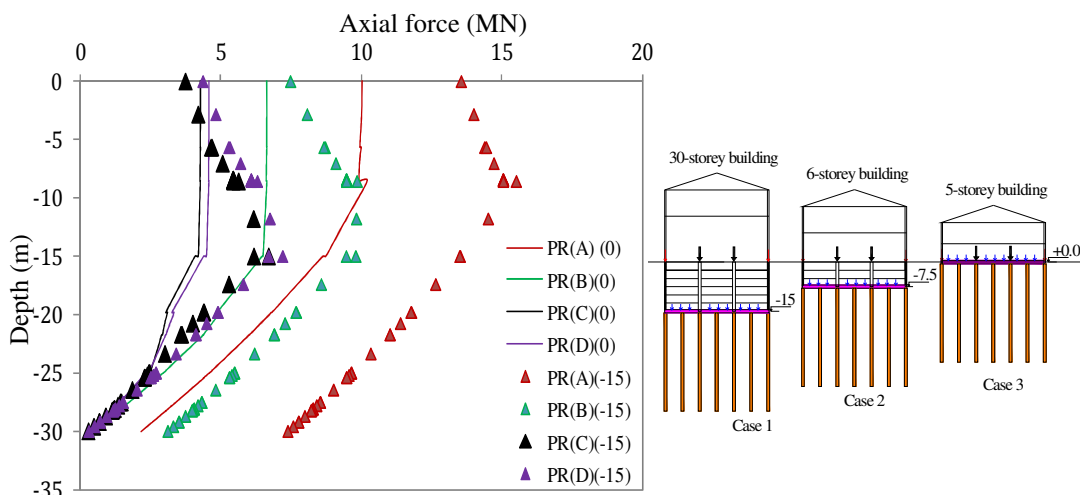 Axial force (MN)
0 5 10 15 20
0
-5
-10
-15
-20
-25
-30
-35
Depth (m)
PR(A) (0)
PR(B)(0)
PR(C)(0)
PR(D)(0)
PR(A)(-15)
PR(B)(-15)
PR(C)(-15)
PR(D)(-15)
30-storey building
6-storey building
5-storey building
+0.0
-7.5
-15
Case 1
Case 2
Case 3